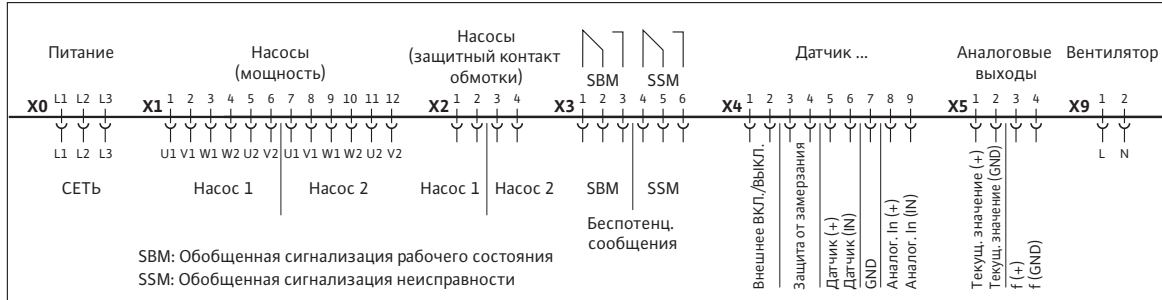 Питание
Насосы
(мощность)
Насосы
(защитный контакт
обмотки)
SBM SSM
Датчик ...
Аналоговые
выходы
Вентилятор
X0 L1 L2 L3 X1 1 2 3 4 5 6 7 8 9 10 11 12 X2 1 2 3 4 X3 1 2 3 4 5 6 X4 1 2 3 4 5 6 7 8 9 X5 1 2 3 4 X9 1 2
L1 L2 L3 U1 V1 W1 W2 U2 V2 U1 V1 W1 W2 U2 V2 L N
СЕТЬ Насос 1 Насос 2 Насос 1 Насос 2 SBM SSM
Беспотенц.
сообщения
Внешнее ВКЛ./ВЫКЛ.
Защита от замерзания
Датчик (+)
Датчик (IN)
GND
Аналог. In (+)
Аналог. In (IN)
Текущ. значение (+)
Текущ. значение (GND)
f (+)
f (GND)
SBM: Обобщенная сигнализация рабочего состояния
SSM: Обобщенная сигнализация неисправности